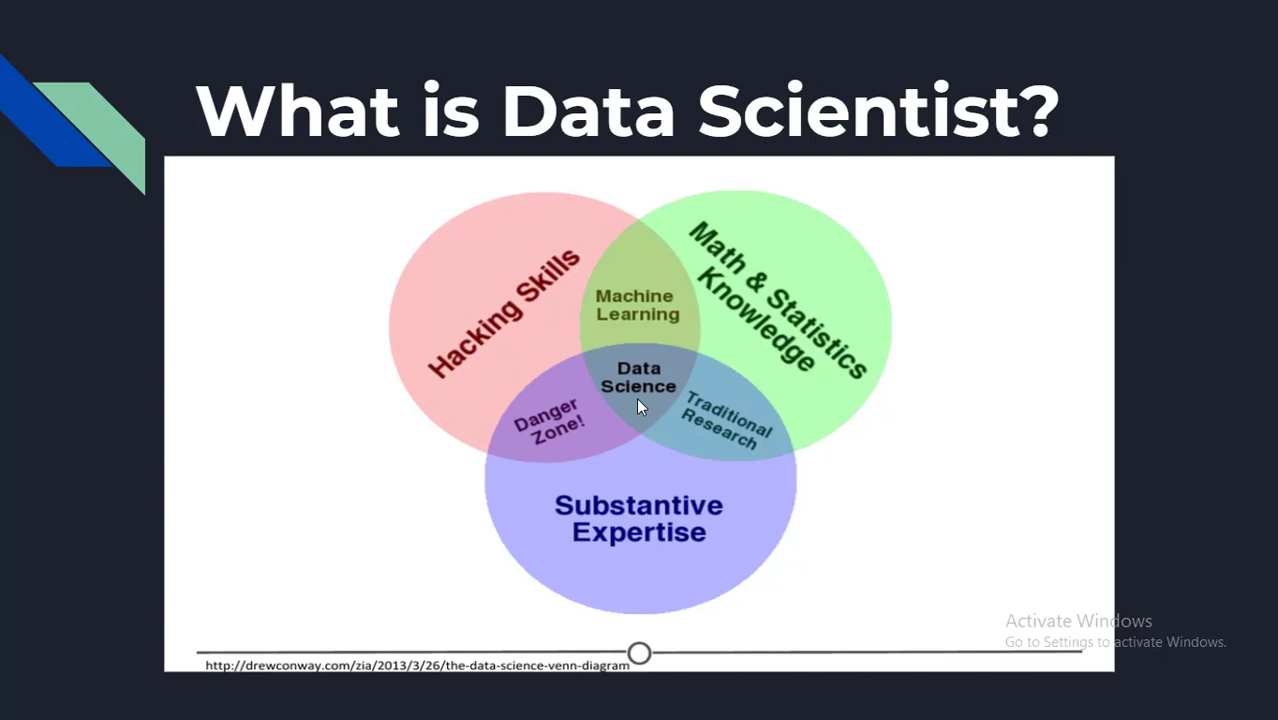 What is Data Scientist?
Hacking Skills
Math & Statistics
Knowledge
Machine
Learning
Data
Science
Danger
Zone!
Traditional
Research
Substantive
Expertise
Activate Windows
Go to Settings to activate Windows.
http://drewconway.com/zia/2013/3/26/the-data-science-venn-diagram